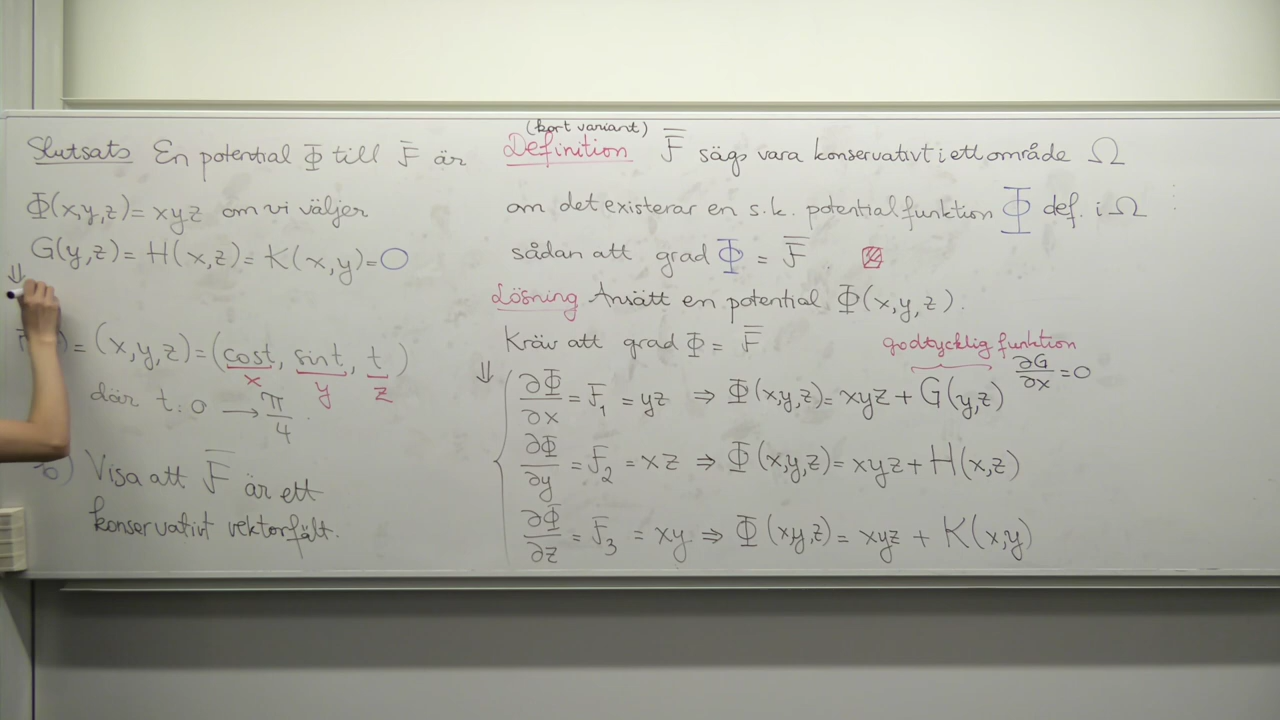 Slutsats En potential Φ till F̄ är
Φ(x,y,z) = xyz om vi väljer
G(y,z) = H(x,z) = K(x,y) = 0
⇓
= (x,y,z) = (cost, sint, t)
x y z
där t: 0 → π/4.
b) Visa att F̄ är ett
konservativt vektorfält.
(kort variant)
Definition F̄ sägs vara konservativt i ett område Ω
om det existerar en s.k. potentialfunktion Φ def. i Ω
sådan att grad Φ = F̄.
Lösning Ansätt en potential Φ(x,y,z).
Kräv att grad Φ = F̄
godtycklig funktion
⇓ ∂Φ/∂x = F₁ = yz ⇒ Φ(x,y,z) = xyz + G(y,z) ∂G/∂x = 0
∂Φ/∂y = F₂ = xz ⇒ Φ(x,y,z) = xyz + H(x,z)
∂Φ/∂z = F₃ = xy ⇒ Φ(x,y,z) = xyz + K(x,y)